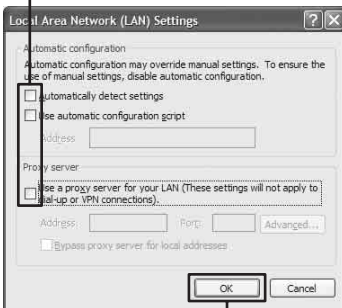 Local Area Network (LAN) Settings
Automatic configuration
Automatic configuration may override manual settings. To ensure the
use of manual settings, disable automatic configuration.
Automatically detect settings
Use automatic configuration script
Address
Proxy server
Use a proxy server for your LAN (These settings will not apply to
dial-up or VPN connections).
Address: Port: Advanced...
Bypass proxy server for local addresses
OK Cancel